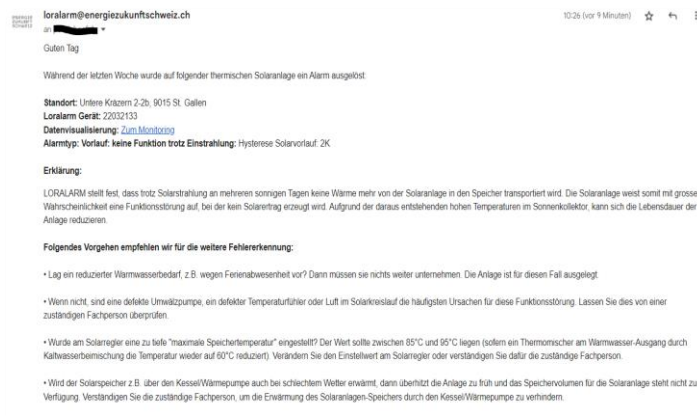 ENERGIE
ZUKUNFT
SCHWEIZ
loralarm@energiezukunftschweiz.ch
10:26 (vor 9 Minuten)
an
Guten Tag
Während der letzten Woche wurde auf folgender thermischen Solaranlage ein Alarm ausgelöst
Standort: Untere Kräzern 2-2b, 9015 St. Gallen
Loralarm Gerät: 22032133
Datenvisualisierung: Zum Monitoring
Alarmtyp: Vorlauf: keine Funktion trotz Einstrahlung: Hysterese Solarvorlauf: 2K
Erklärung:
LORALARM stellt fest, dass trotz Solarstrahlung an mehreren sonnigen Tagen keine Wärme mehr von der Solaranlage in den Speicher transportiert wird. Die Solaranlage weist somit mit grosse
Wahrscheinlichkeit eine Funktionsstörung auf, bei der kein Solarertrag erzeugt wird. Aufgrund der daraus entstehenden hohen Temperaturen im Sonnenkollektor, kann sich die Lebensdauer der
Anlage reduzieren.
Folgendes Vorgehen empfehlen wir für die weitere Fehlererkennung:
• Lag ein reduzierter Warmwasserbedarf, z.B. wegen Ferienabwesenheit vor? Dann müssen sie nichts weiter unternehmen. Die Anlage ist für diesen Fall ausgelegt.
• Wenn nicht, sind eine defekte Umwälzpumpe, ein defekter Temperaturfühler oder Luft im Solarkreislauf die häufigsten Ursachen für diese Funktionsstörung. Lassen Sie dies von einer
zuständigen Fachperson überprüfen.
• Wurde am Solarregler eine zu tiefe "maximale Speichertemperatur" eingestellt? Der Wert sollte zwischen 85°C und 95°C liegen (sofern ein Thermomischer am Warmwasser-Ausgang durch
Kaltwasserbeimischung die Temperatur wieder auf 60°C reduziert). Verändern Sie den Einstellwert am Solarregler oder verständigen Sie dafür die zuständige Fachperson.
• Wird der Solarspeicher z.B. über den Kessel/Wärmepumpe auch bei schlechtem Wetter erwärmt, dann überhitzt die Anlage zu früh und das Speichervolumen für die Solaranlage steht nicht zu
Verfügung. Verständigen Sie die zuständige Fachperson, um die Erwärmung des Solaranlagen-Speichers durch den Kessel/Wärmepumpe zu verhindern.